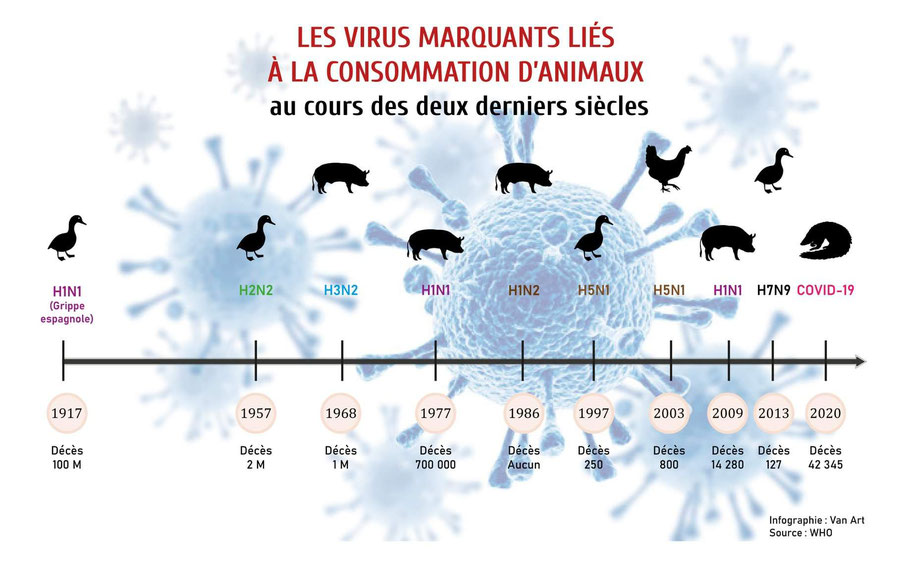 LES VIRUS MARQUANTS LIÉS
À LA CONSOMMATION D'ANIMAUX
au cours des deux derniers siècles
H1N1
(Grippe
espagnole)
H2N2
H3N2
H1N1
H1N2
H5N1
H5N1
H1N1
H7N9
COVID-19
1917
1957
1968
1977
1986
1997
2003
2009
2013
2020
Décès
100 M
Décès
2 M
Décès
1 M
Décès
700 000
Décès
Aucun
Décès
250
Décès
800
Décès
14 280
Décès
127
Décès
42 345
Infographie : Van Art
Source : WHO